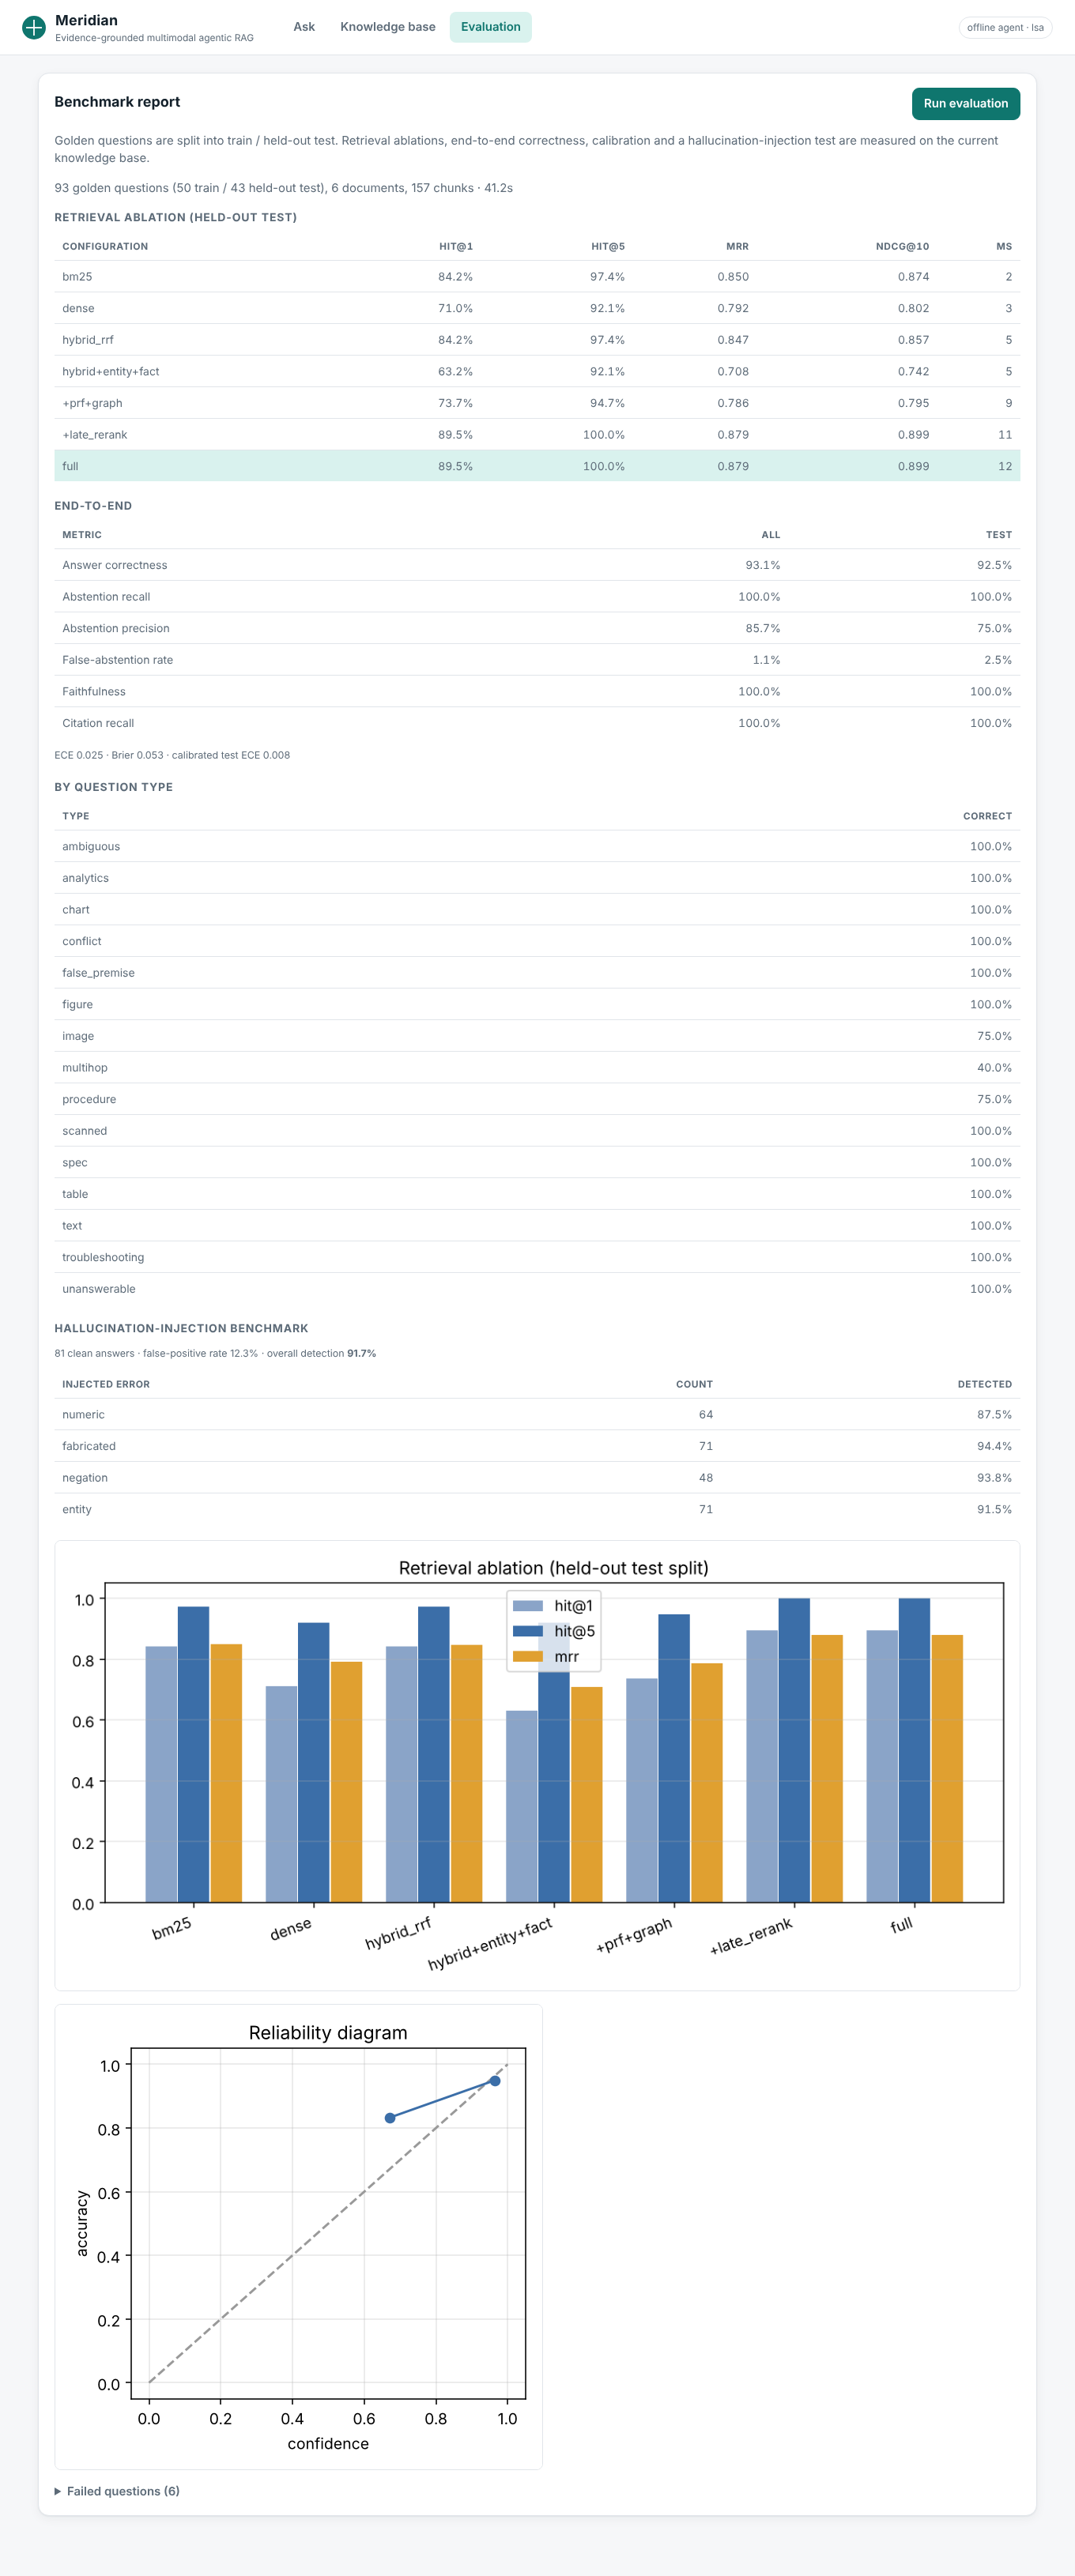 Meridian
Evidence-grounded multimodal agentic RAG
Ask Knowledge base Evaluation
offline agent · lsa
Benchmark report
Run evaluation
Golden questions are split into train / held-out test. Retrieval ablations, end-to-end correctness, calibration and a hallucination-injection test are measured on the current
knowledge base.
93 golden questions (50 train / 43 held-out test), 6 documents, 157 chunks · 41.2s
RETRIEVAL ABLATION (HELD-OUT TEST)
CONFIGURATION HIT@1 HIT@5 MRR NDCG@10 MS
bm25 84.2% 97.4% 0.850 0.874 2
dense 71.0% 92.1% 0.792 0.802 3
hybrid_rrf 84.2% 97.4% 0.847 0.857 5
hybrid+entity+fact 63.2% 92.1% 0.708 0.742 5
+prf+graph 73.7% 94.7% 0.786 0.795 9
+late_rerank 89.5% 100.0% 0.879 0.899 11
full 89.5% 100.0% 0.879 0.899 12
END-TO-END
METRIC ALL TEST
Answer correctness 93.1% 92.5%
Abstention recall 100.0% 100.0%
Abstention precision 85.7% 75.0%
False-abstention rate 1.1% 2.5%
Faithfulness 100.0% 100.0%
Citation recall 100.0% 100.0%
ECE 0.025 · Brier 0.053 · calibrated test ECE 0.008
BY QUESTION TYPE
TYPE CORRECT
ambiguous 100.0%
analytics 100.0%
chart 100.0%
conflict 100.0%
false_premise 100.0%
figure 100.0%
image 75.0%
multihop 40.0%
procedure 75.0%
scanned 100.0%
spec 100.0%
table 100.0%
text 100.0%
troubleshooting 100.0%
unanswerable 100.0%
HALLUCINATION-INJECTION BENCHMARK
81 clean answers · false-positive rate 12.3% · overall detection 91.7%
INJECTED ERROR COUNT DETECTED
numeric 64 87.5%
fabricated 71 94.4%
negation 48 93.8%
entity 71 91.5%
Retrieval ablation (held-out test split)
hit@1
hit@5
mrr
1.0
0.8
0.6
0.4
0.2
0.0
bm25 dense hybrid_rrf hybrid+entity+fact +prf+graph +late_rerank full
Reliability diagram
1.0
0.8
0.6
0.4
0.2
0.0
accuracy
0.0 0.2 0.4 0.6 0.8 1.0
confidence
Failed questions (6)